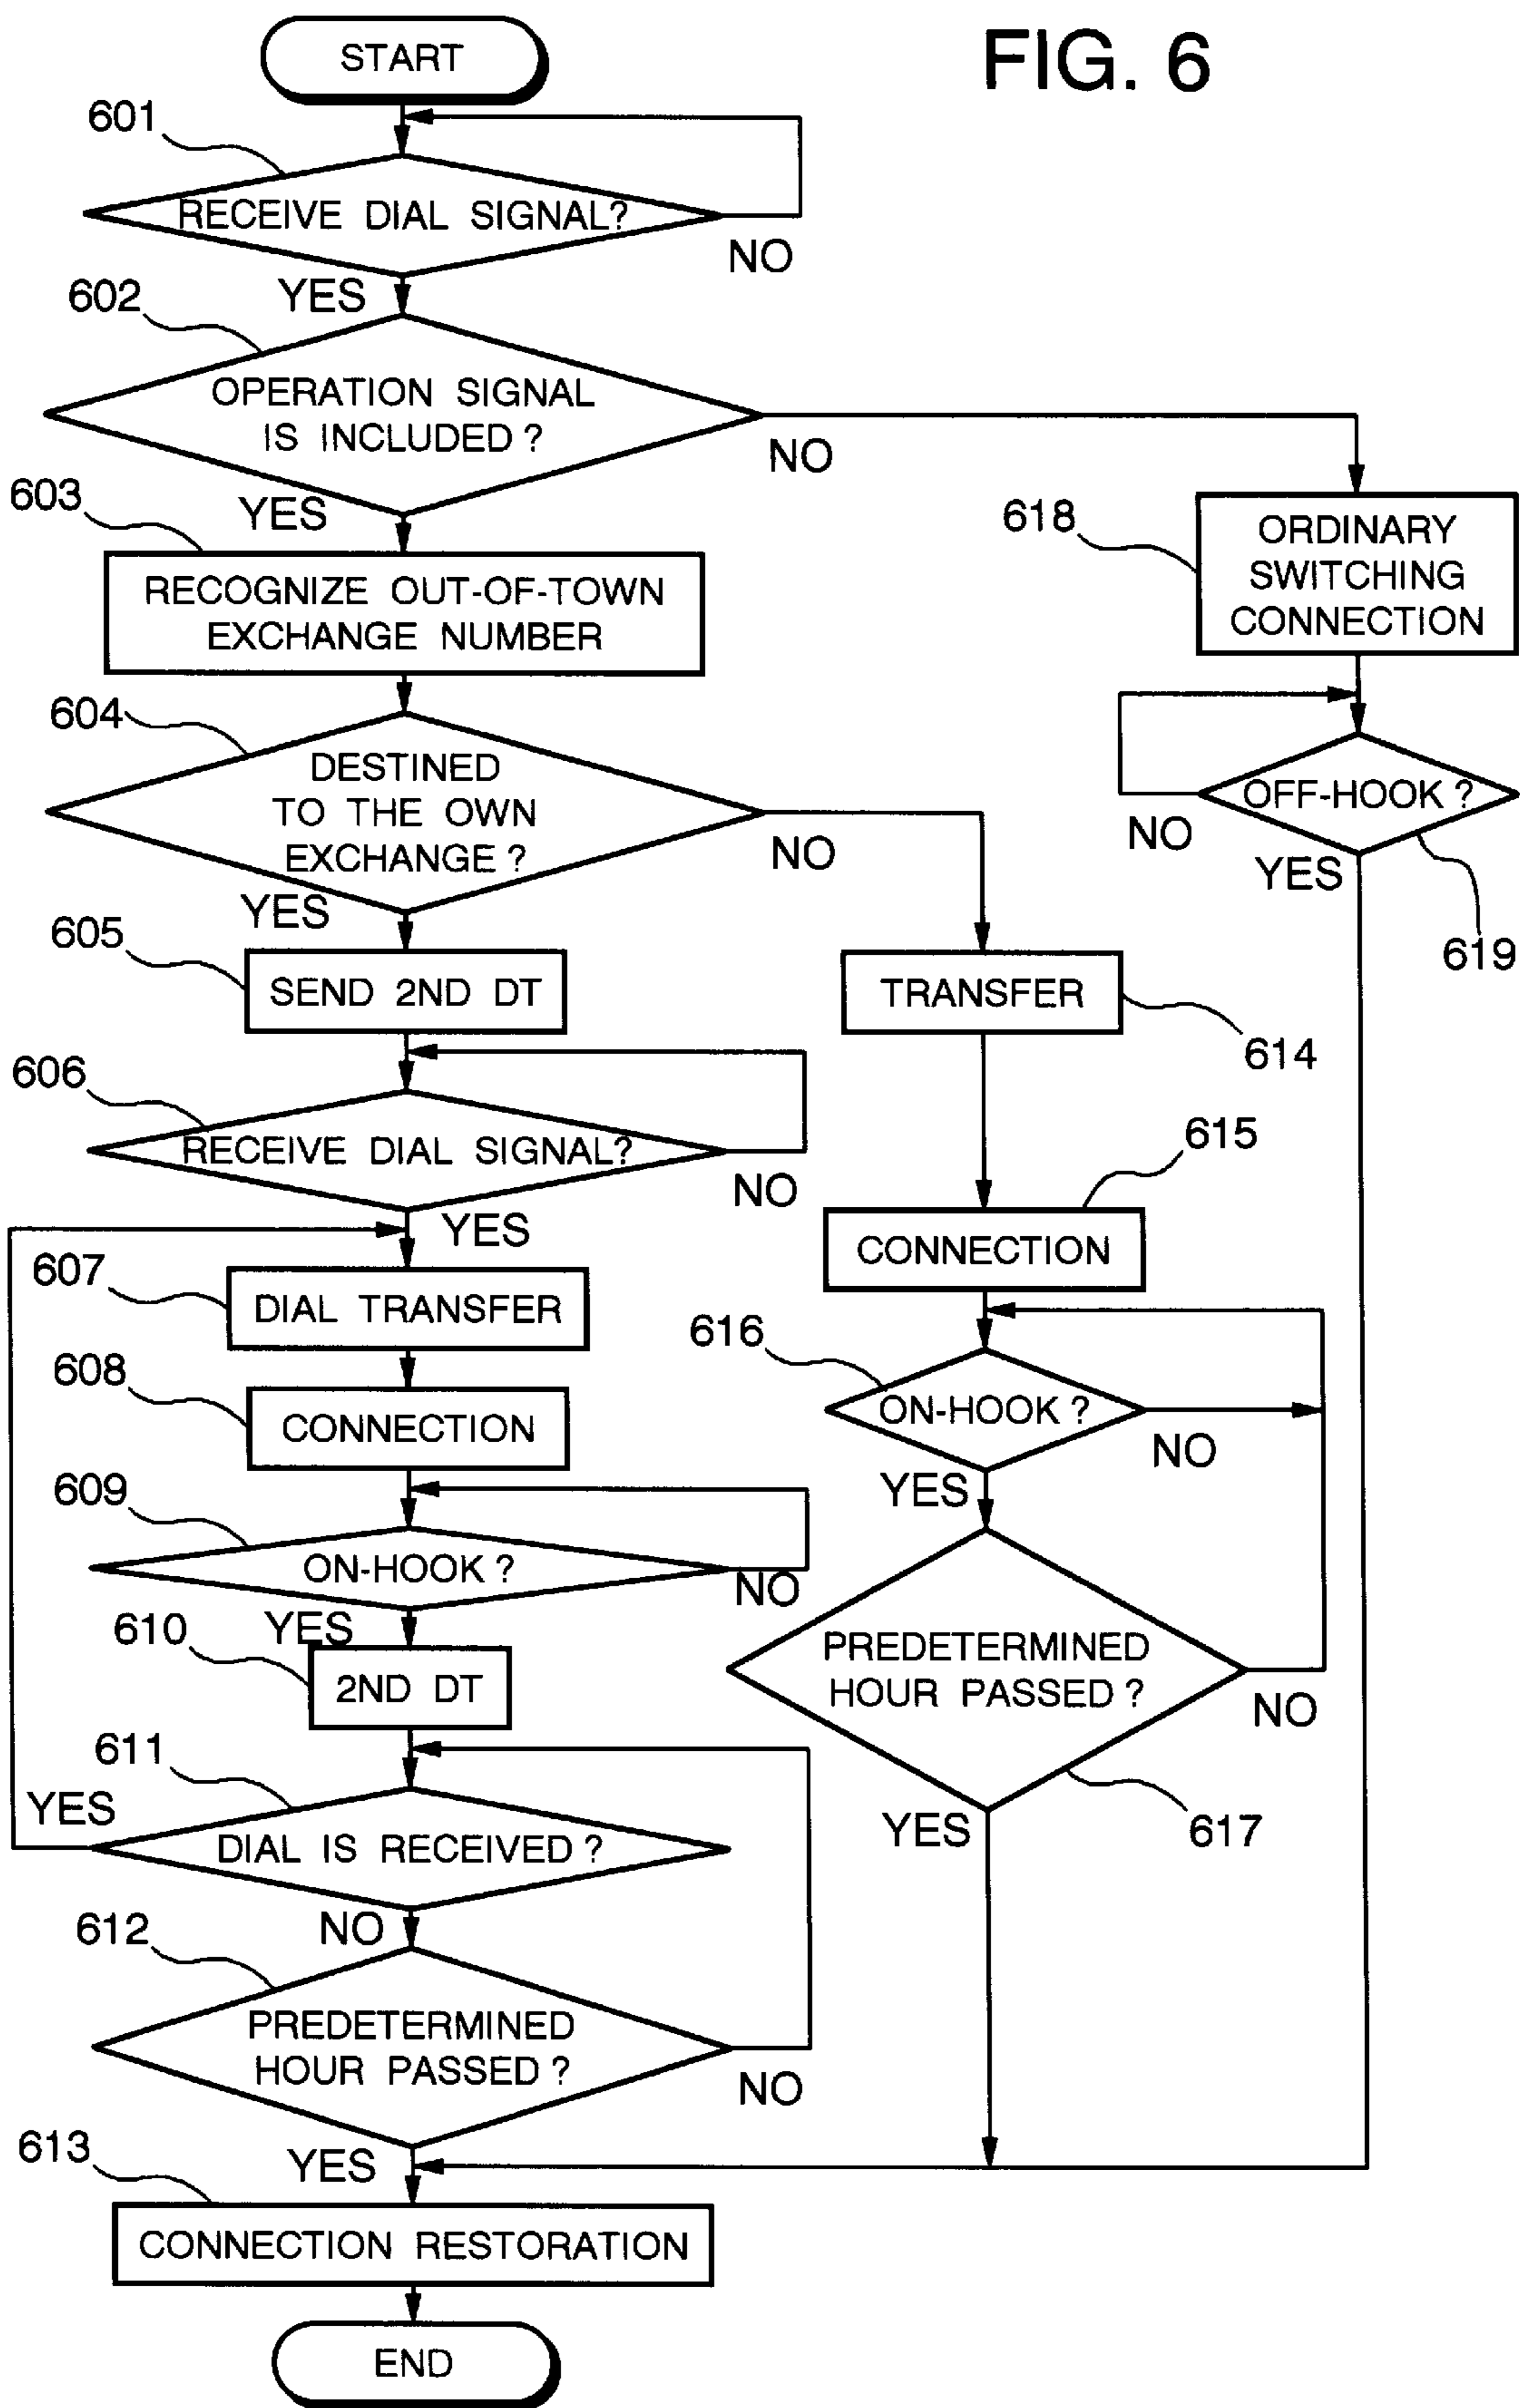 FIG. 6
START
601
RECEIVE DIAL SIGNAL?
NO
YES
602
OPERATION SIGNAL
IS INCLUDED ?
NO
YES
603
RECOGNIZE OUT-OF-TOWN
EXCHANGE NUMBER
618
ORDINARY
SWITCHING
CONNECTION
604
DESTINED
TO THE OWN
EXCHANGE ?
NO
YES
OFF-HOOK ?
NO
YES
619
605
SEND 2ND DT
TRANSFER
614
606
RECEIVE DIAL SIGNAL?
NO
YES
615
CONNECTION
607
DIAL TRANSFER
608
CONNECTION
616
ON-HOOK ?
NO
YES
609
ON-HOOK ?
NO
YES
610
2ND DT
PREDETERMINED
HOUR PASSED ?
NO
YES
617
611
YES
DIAL IS RECEIVED ?
NO
612
PREDETERMINED
HOUR PASSED ?
NO
YES
613
CONNECTION RESTORATION
END